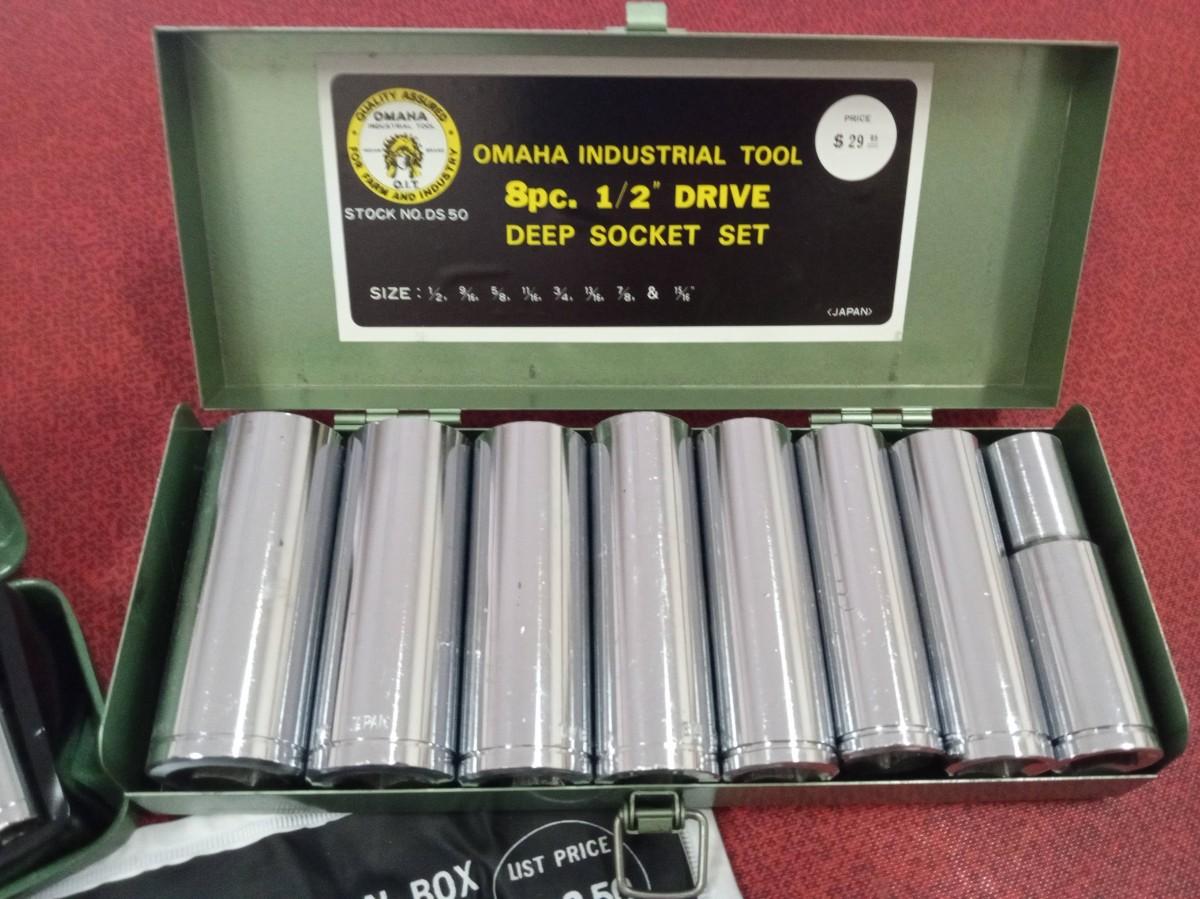 QUALITY ASSURED
OMAHA
INDUSTRIAL TOOL
INDIAN BRAND
O.I.T.
FOR FARM AND INDUSTRY
STOCK NO. DS 50
OMAHA INDUSTRIAL TOOL
8pc. 1/2" DRIVE
DEEP SOCKET SET
PRICE
$ 29
SIZE : 1/2, 9/16, 5/8, 11/16, 3/4, 13/16, 7/8, & 15/16"
<JAPAN>
BOX
LIST PRICE